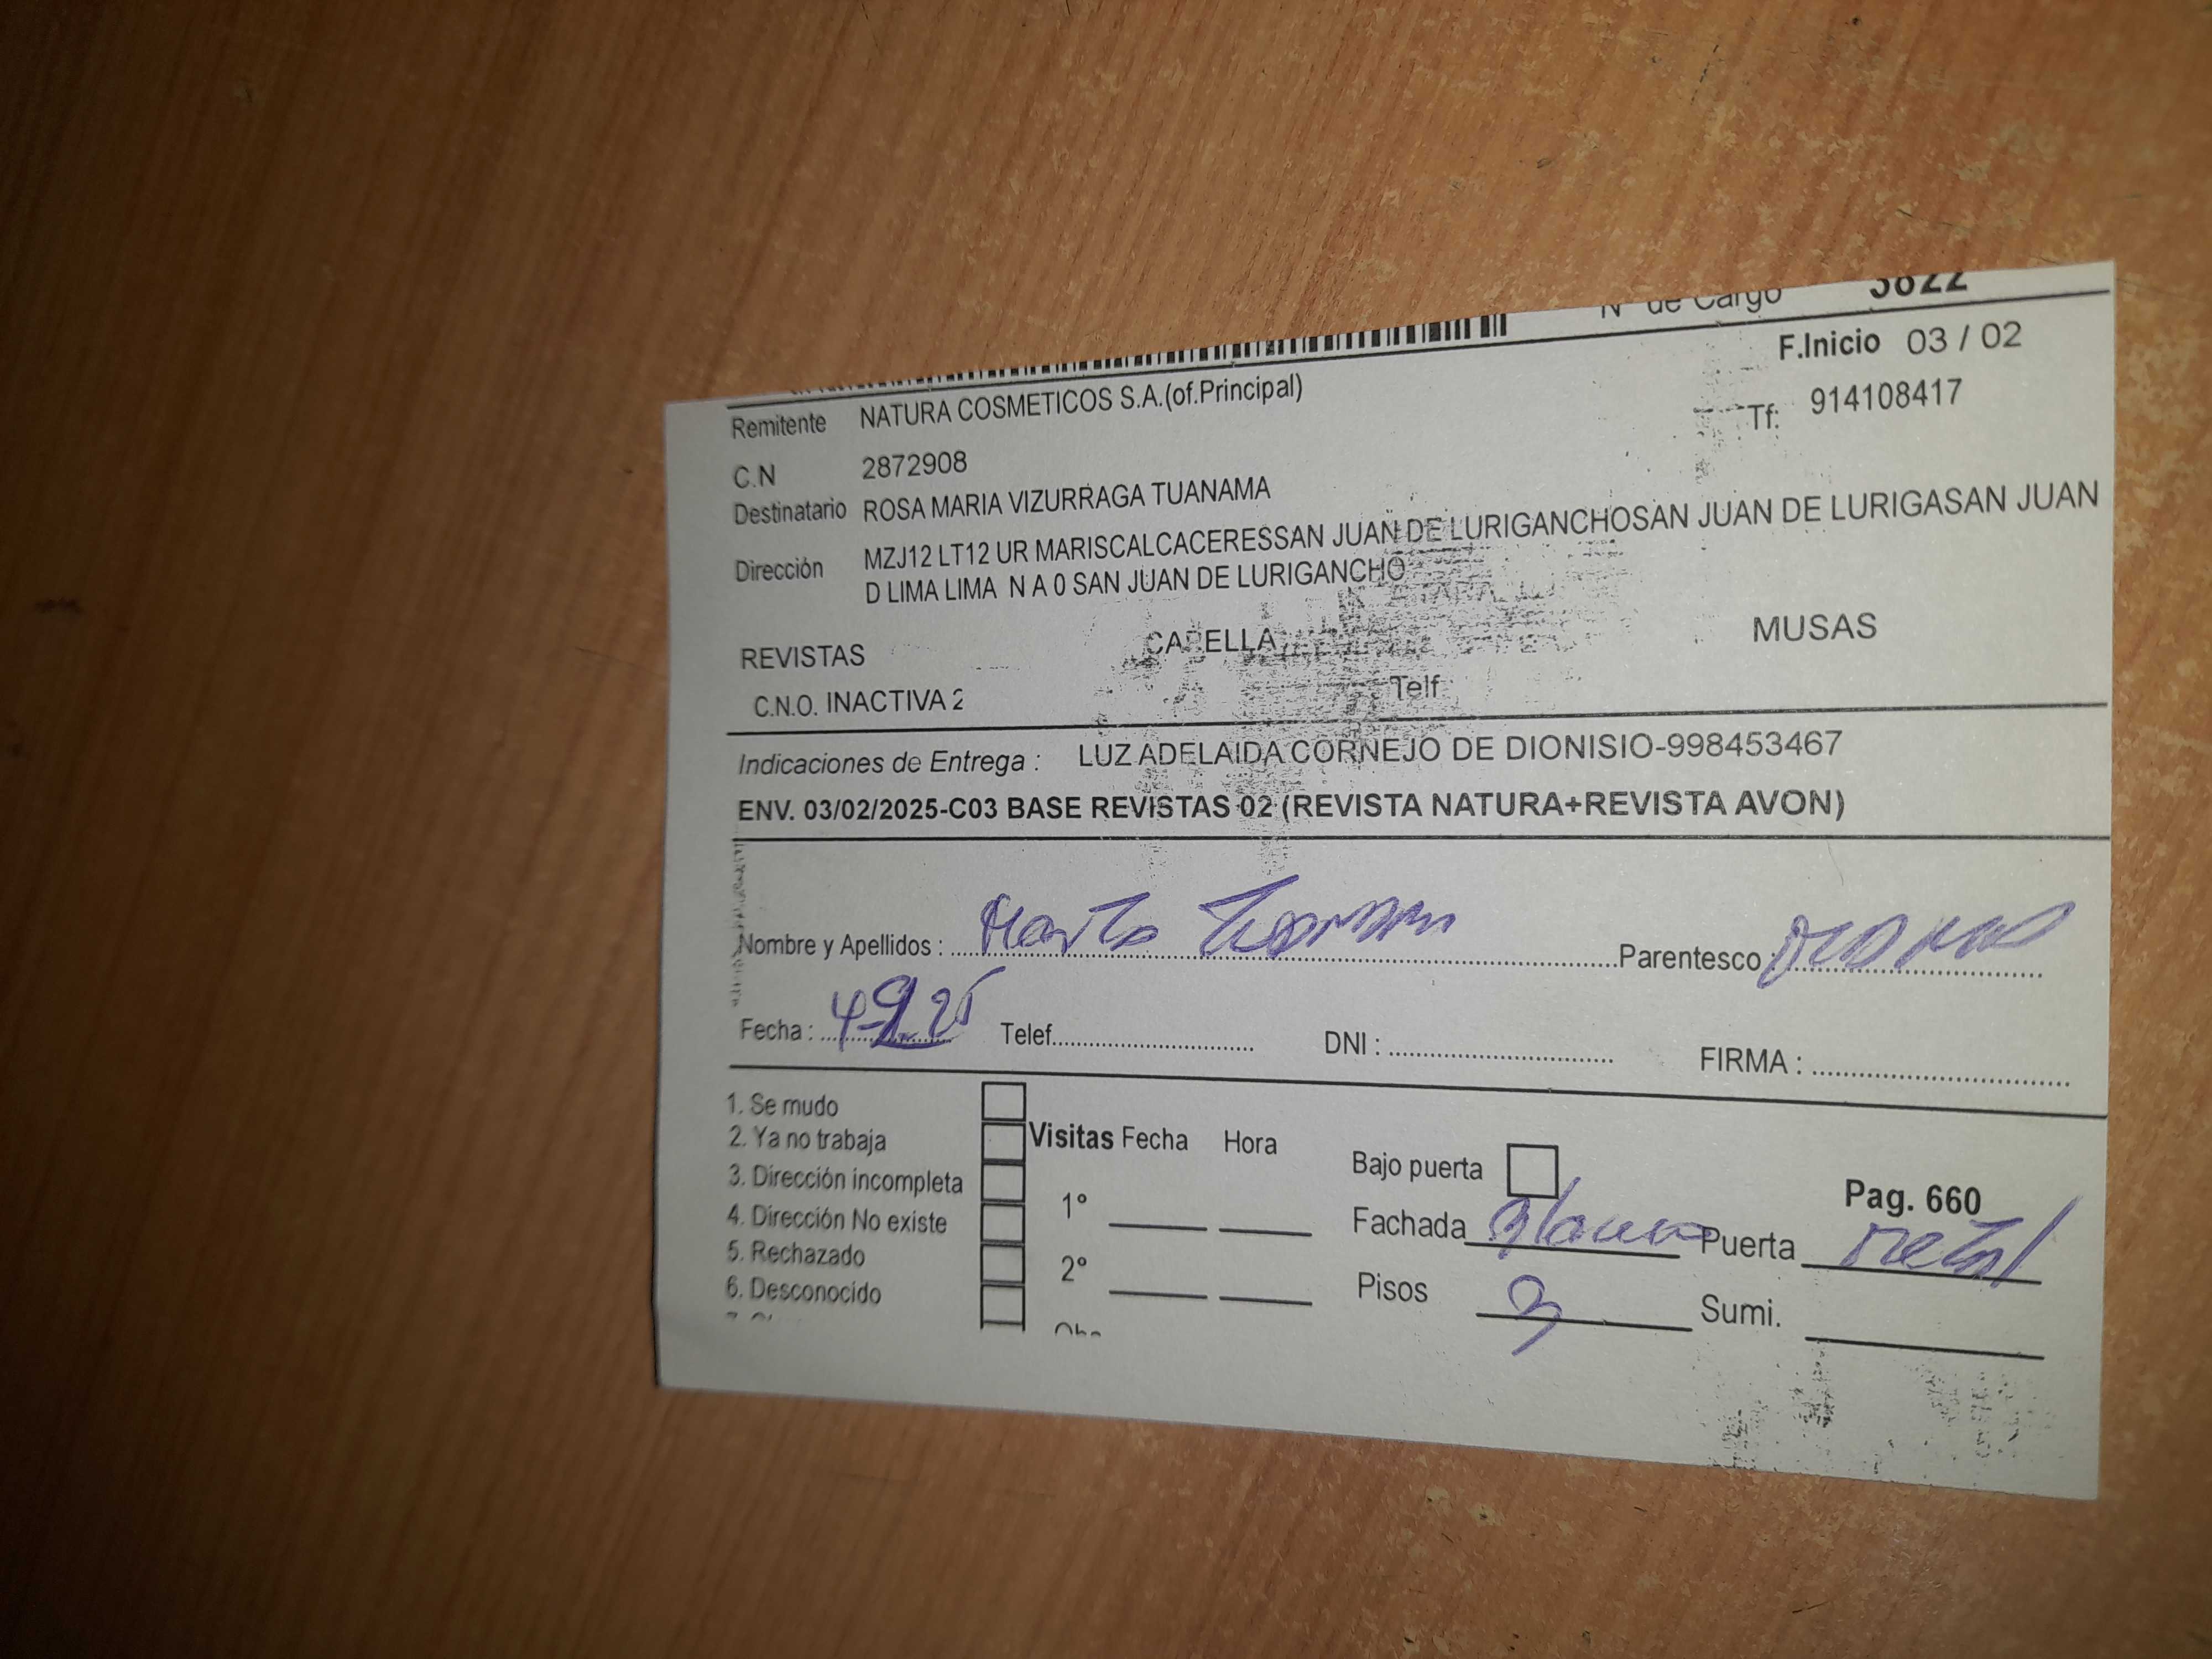 N° de Cargo 3822
F.Inicio 03 / 02
Remitente NATURA COSMETICOS S.A.(of.Principal)
Tf: 914108417
C.N 2872908
Destinatario ROSA MARIA VIZURRAGA TUANAMA
Dirección MZJ12 LT12 UR MARISCALCACERESSAN JUAN DE LURIGANCHOSAN JUAN DE LURIGASAN JUAN
D LIMA LIMA N A 0 SAN JUAN DE LURIGANCHO
REVISTAS CAPELLA MUSAS
C.N.O. INACTIVA 2 Telf.
Indicaciones de Entrega : LUZ ADELAIDA CORNEJO DE DIONISIO-998453467
ENV. 03/02/2025-C03 BASE REVISTAS 02 (REVISTA NATURA+REVISTA AVON)
Nombre y Apellidos : Parentesco
Fecha : Telef. DNI : FIRMA :
1. Se mudo
2. Ya no trabaja
3. Dirección incompleta
4. Dirección No existe
5. Rechazado
6. Desconocido
Visitas Fecha Hora
1°
2°
Bajo puerta
Pag. 660
Fachada Puerta metal
Pisos 3 Sumi.